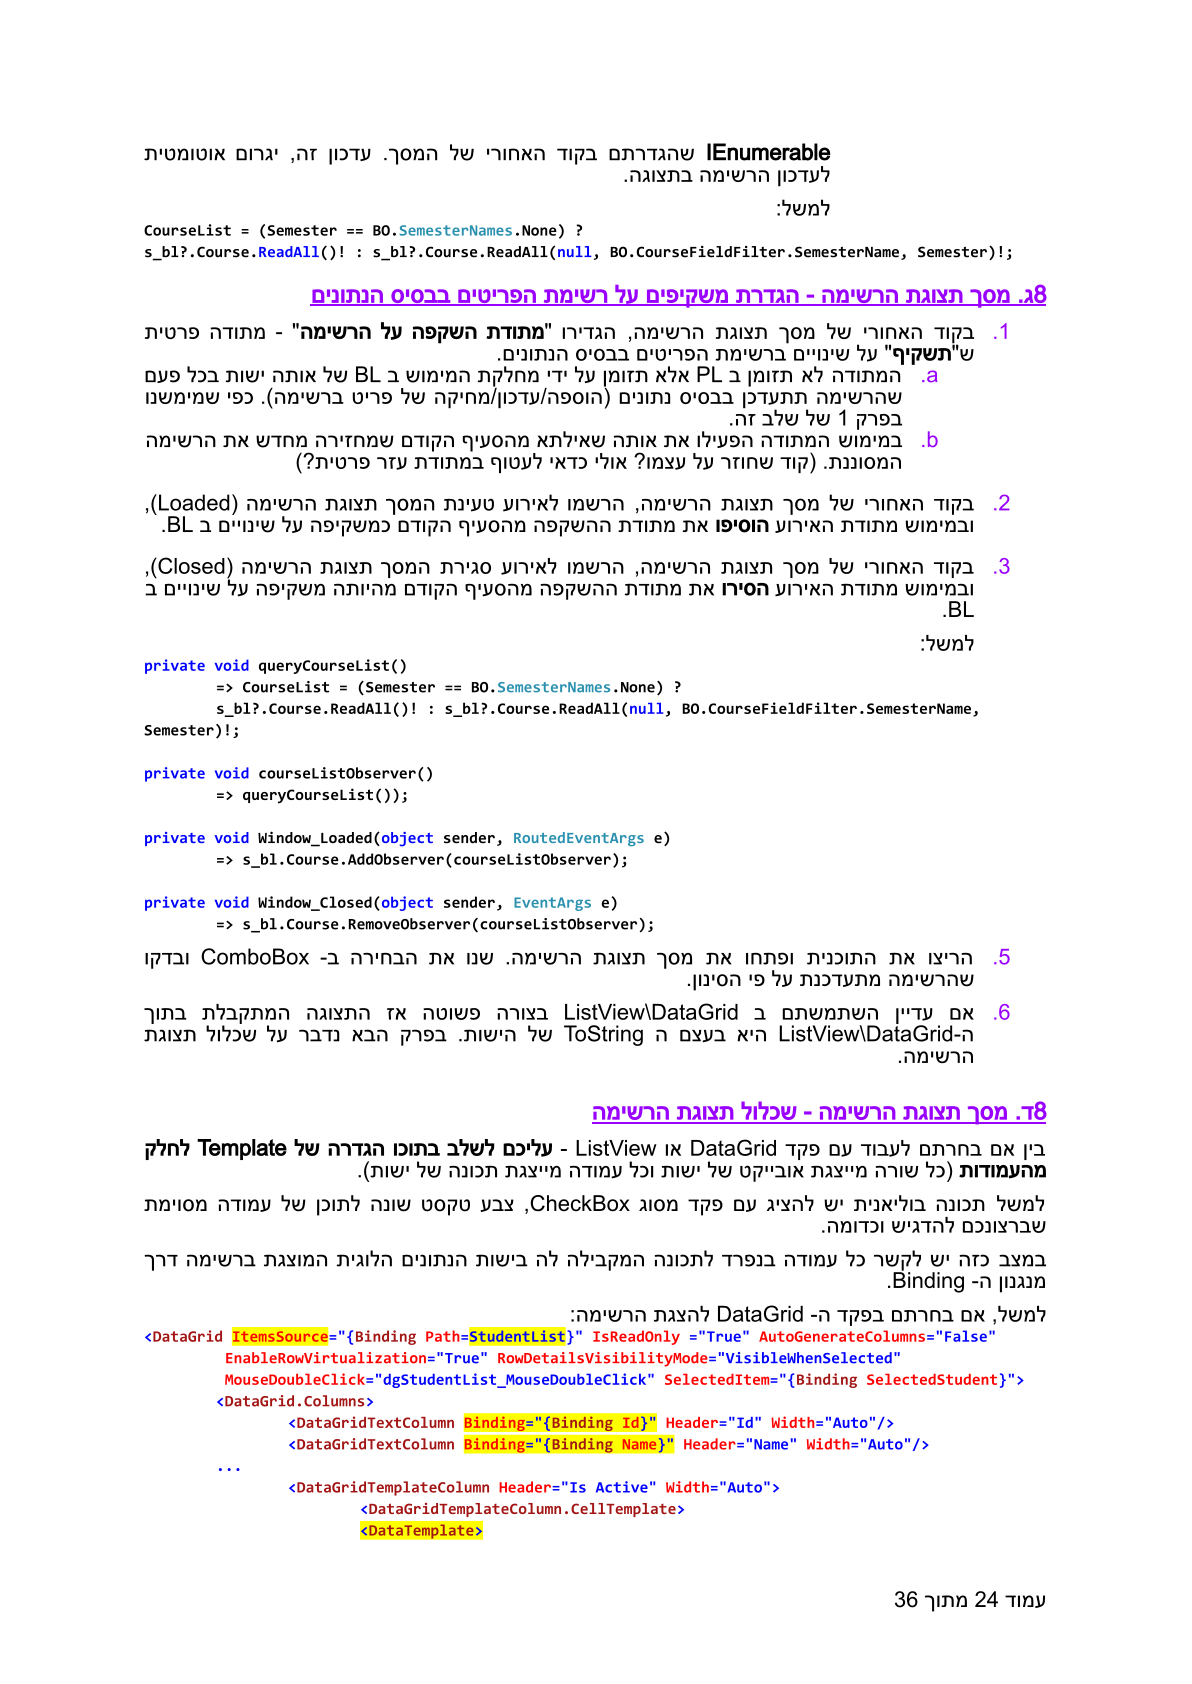 IEnumerable שהגדרתם בקוד האחורי של המסך. עדכון זה, יגרום אוטומטית
לעדכון הרשימה בתצוגה.
למשל:
CourseList = (Semester == BO.SemesterNames.None) ?
s_bl?.Course.ReadAll()! : s_bl?.Course.ReadAll(null, BO.CourseFieldFilter.SemesterName, Semester)!;
8ג. מסך תצוגת הרשימה - הגדרת משקיפים על רשימת הפריטים בבסיס הנתונים
1. בקוד האחורי של מסך תצוגת הרשימה, הגדירו "מתודת השקפה על הרשימה" - מתודה פרטית
ש"תשקיף" על שינויים ברשימת הפריטים בבסיס הנתונים.
a. המתודה לא תזומן ב PL אלא תזומן על ידי מחלקת המימוש ב BL של אותה ישות בכל פעם
שהרשימה תתעדכן בבסיס נתונים (הוספה/עדכון/מחיקה של פריט ברשימה). כפי שמימשנו
בפרק 1 של שלב זה.
b. במימוש המתודה הפעילו את אותה שאילתא מהסעיף הקודם שמחזירה מחדש את הרשימה
המסוננת. (קוד שחוזר על עצמו? אולי כדאי לעטוף במתודת עזר פרטית?)
2. בקוד האחורי של מסך תצוגת הרשימה, הרשמו לאירוע טעינת המסך תצוגת הרשימה (Loaded),
ובמימוש מתודת האירוע הוסיפו את מתודת ההשקפה מהסעיף הקודם כמשקיפה על שינויים ב BL.
3. בקוד האחורי של מסך תצוגת הרשימה, הרשמו לאירוע סגירת המסך תצוגת הרשימה (Closed),
ובמימוש מתודת האירוע הסירו את מתודת ההשקפה מהסעיף הקודם מהיותה משקיפה על שינויים ב
BL.
למשל:
private void queryCourseList()
=> CourseList = (Semester == BO.SemesterNames.None) ?
s_bl?.Course.ReadAll()! : s_bl?.Course.ReadAll(null, BO.CourseFieldFilter.SemesterName,
Semester)!;
private void courseListObserver()
=> queryCourseList());
private void Window_Loaded(object sender, RoutedEventArgs e)
=> s_bl.Course.AddObserver(courseListObserver);
private void Window_Closed(object sender, EventArgs e)
=> s_bl.Course.RemoveObserver(courseListObserver);
5. הריצו את התוכנית ופתחו את מסך תצוגת הרשימה. שנו את הבחירה ב- ComboBox ובדקו
שהרשימה מתעדכנת על פי הסינון.
6. אם עדיין השתמשתם ב ListView\DataGrid בצורה פשוטה אז התצוגה המתקבלת בתוך
ה-ListView\DataGrid היא בעצם ה ToString של הישות. בפרק הבא נדבר על שכלול תצוגת
הרשימה.
8ד. מסך תצוגת הרשימה - שכלול תצוגת הרשימה
בין אם בחרתם לעבוד עם פקד DataGrid או ListView - עליכם לשלב בתוכו הגדרה של Template לחלק
מהעמודות (כל שורה מייצגת אובייקט של ישות וכל עמודה מייצגת תכונה של ישות).
למשל תכונה בוליאנית יש להציג עם פקד מסוג CheckBox, צבע טקסט שונה לתוכן של עמודה מסוימת
שברצונכם להדגיש וכדומה.
במצב כזה יש לקשר כל עמודה בנפרד לתכונה המקבילה לה בישות הנתונים הלוגית המוצגת ברשימה דרך
מנגנון ה- Binding.
למשל, אם בחרתם בפקד ה- DataGrid להצגת הרשימה:
<DataGrid ItemsSource="{Binding Path=StudentList}" IsReadOnly ="True" AutoGenerateColumns="False"
EnableRowVirtualization="True" RowDetailsVisibilityMode="VisibleWhenSelected"
MouseDoubleClick="dgStudentList_MouseDoubleClick" SelectedItem="{Binding SelectedStudent}">
<DataGrid.Columns>
<DataGridTextColumn Binding="{Binding Id}" Header="Id" Width="Auto"/>
<DataGridTextColumn Binding="{Binding Name}" Header="Name" Width="Auto"/>
...
<DataGridTemplateColumn Header="Is Active" Width="Auto">
<DataGridTemplateColumn.CellTemplate>
<DataTemplate>
עמוד 24 מתוך 36